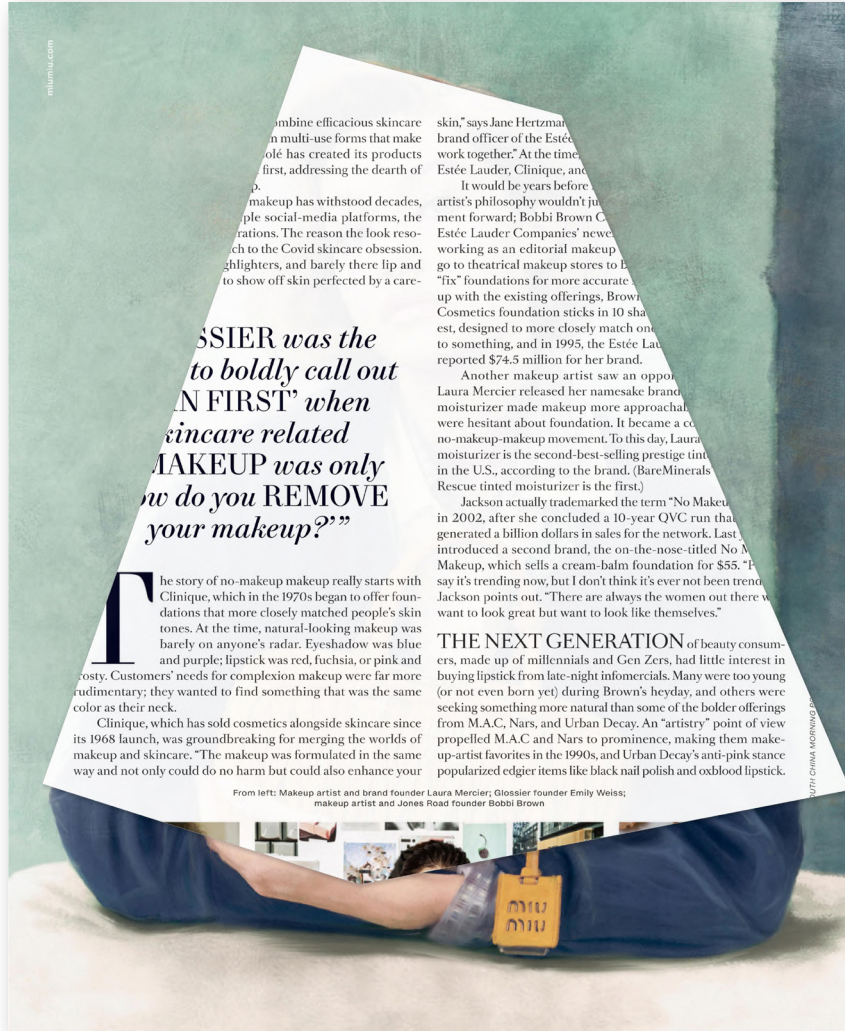 miumiu.com
efficacious skincare
multi-use forms that make
has created its products
first, addressing the dearth of
makeup has withstood decades,
social-media platforms, the
The reason the look reso-
to the Covid skincare obsession.
and barely there lip and
to show off skin perfected by a care-
was the
to boldly call out
FIRST’ when
related
was only
do you REMOVE
your makeup?’”
The story of no-makeup makeup really starts with
Clinique, which in the 1970s began to offer foun-
dations that more closely matched people’s skin
tones. At the time, natural-looking makeup was
barely on anyone’s radar. Eyeshadow was blue
and purple; lipstick was red, fuchsia, or pink and
Customers’ needs for complexion makeup were far more
rudimentary; they wanted to find something that was the same
color as their neck.
Clinique, which has sold cosmetics alongside skincare since
its 1968 launch, was groundbreaking for merging the worlds of
makeup and skincare. “The makeup was formulated in the same
way and not only could do no harm but could also enhance your
skin,” says Jane
brand officer of the Estée
work together.” At the time,
Estée Lauder, Clinique, and
It would be years before
artist’s philosophy wouldn’t
ment forward; Bobbi Brown
Estée Lauder Companies’
working as an editorial makeup
go to theatrical makeup stores to
“fix” foundations for more accurate
up with the existing offerings,
Cosmetics foundation sticks in 10
est, designed to more closely match
to something, and in 1995, the Estée
reported $74.5 million for her brand.
Another makeup artist saw an
Laura Mercier released her namesake brand
moisturizer made makeup more
were hesitant about foundation. It became a
no-makeup-makeup movement. To this day, Laura
moisturizer is the second-best-selling prestige
in the U.S., according to the brand. (BareMinerals
Rescue tinted moisturizer is the first.)
Jackson actually trademarked the term “No
in 2002, after she concluded a 10-year QVC run
generated a billion dollars in sales for the network. Last
introduced a second brand, the on-the-nose-titled No
Makeup, which sells a cream-balm foundation for $55.
say it’s trending now, but I don’t think it’s ever not been
Jackson points out. “There are always the women out there
want to look great but want to look like themselves.”
THE NEXT GENERATION of beauty consum-
ers, made up of millennials and Gen Zers, had little interest in
buying lipstick from late-night infomercials. Many were too young
(or not even born yet) during Brown’s heyday, and others were
seeking something more natural than some of the bolder offerings
from M.A.C, Nars, and Urban Decay. An “artistry” point of view
propelled M.A.C and Nars to prominence, making them make-
up-artist favorites in the 1990s, and Urban Decay’s anti-pink stance
popularized edgier items like black nail polish and oxblood lipstick.
CHINA MORNING
From left: Makeup artist and brand founder Laura Mercier; Glossier founder Emily Weiss;
makeup artist and Jones Road founder Bobbi Brown
miu
miu